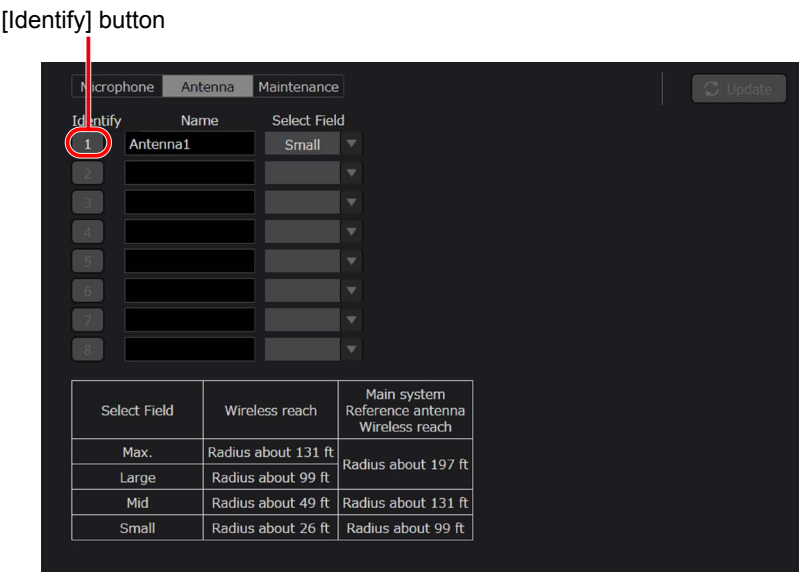 [Identify] button
Microphone Antenna Maintenance
Update
Identify Name Select Field
1 Antenna1 Small
2
3
4
5
6
7
8
Select Field Wireless reach Main system
Reference antenna
Wireless reach
Max. Radius about 131 ft Radius about 197 ft
Large Radius about 99 ft
Mid Radius about 49 ft Radius about 131 ft
Small Radius about 26 ft Radius about 99 ft